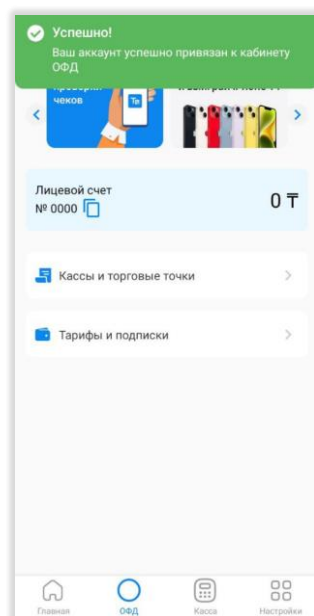 Успешно!
Ваш аккаунт успешно привязан к кабинету
ОФД
чеков
Te
Лицевой счет
№ 0000
0 ₸
Кассы и торговые точки
Тарифы и подписки
Главная
ОФД
Касса
Настройки